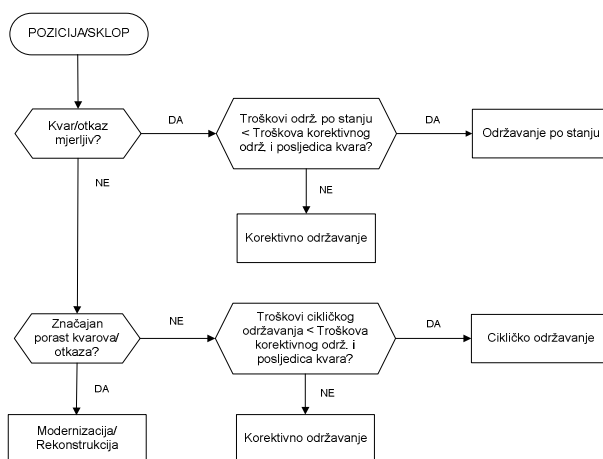 POZICIJA/SKLOP
Kvar/otkaz
mjerljiv?
DA
Troškovi održ. po stanju
< Troškova korektivnog
održ. i posljedica kvara?
DA
Održavanje po stanju
NE
NE
Korektivno održavanje
Značajan
porast kvarova/
otkaza?
NE
Troškovi cikličkog
održavanja < Troškova
korektivnog održ. i
posljedica kvara?
DA
Cikličko održavanje
DA
NE
Modernizacija/
Rekonstrukcija
Korektivno održavanje